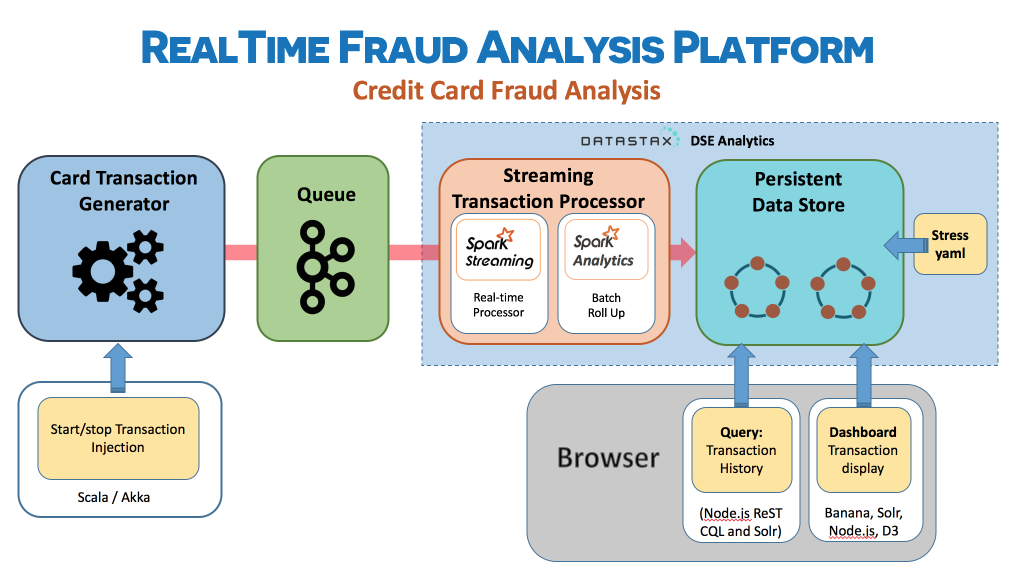 REALTIME FRAUD ANALYSIS PLATFORM
Credit Card Fraud Analysis
DATASTAX DSE Analytics
Card Transaction
Generator
Queue
Streaming
Transaction Processor
Spark
Streaming
Real-time
Processor
Spark
Analytics
Batch
Roll Up
Persistent
Data Store
Stress
yaml
Start/stop Transaction
Injection
Scala / Akka
Browser
Query:
Transaction
History
(Node.js ReST
CQL and Solr)
Dashboard
Transaction
display
Banana, Solr,
Node.js, D3